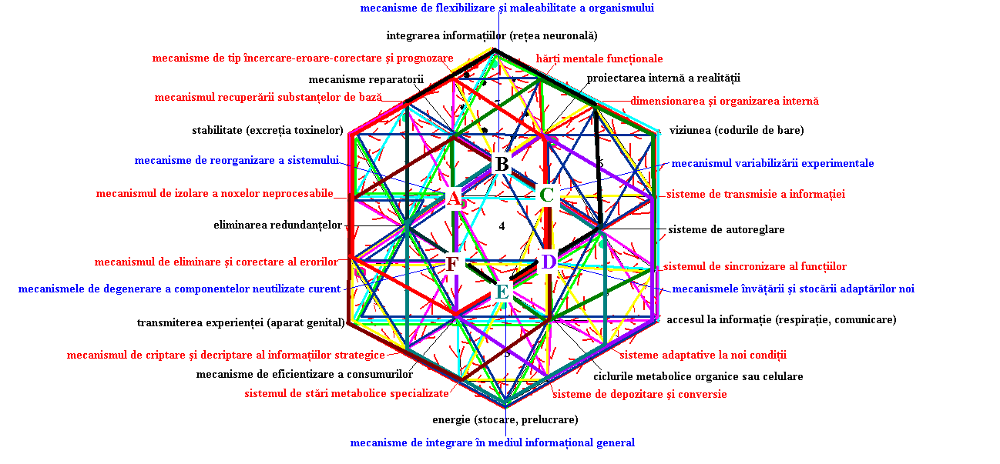 mecanisme de flexibilizare și maleabilitate a organismului
integrarea informațiilor (rețea neuronală)
mecanisme de tip încercare-eroare-corectare și prognozare
hărți mentale funcționale
mecanisme reparatorii
proiectarea internă a realității
mecanismul recuperării substanțelor de bază
dimensionarea și organizarea internă
stabilitate (excreția toxinelor)
viziunea (codurile de bare)
mecanisme de reorganizare a sistemului
B
mecanismul variabilizării experimentale
mecanismul de izolare a noxelor neprocesabile
A
C
sisteme de transmisie a informației
eliminarea redundanțelor
4
sisteme de autoreglare
mecanismul de eliminare și corectare al erorilor
F
D
sistemul de sincronizare al funcțiilor
mecanismele de degenerare a componentelor neutilizate curent
E
mecanismele învățării și stocării adaptărilor noi
transmiterea experienței (aparat genital)
accesul la informație (respirație, comunicare)
mecanismul de criptare și decriptare al informațiilor strategice
sisteme adaptative la noi condiții
mecanisme de eficientizare a consumurilor
ciclurile metabolice organice sau celulare
sistemul de stări metabolice specializate
sisteme de depozitare și conversie
energie (stocare, prelucrare)
mecanisme de integrare în mediul informațional general